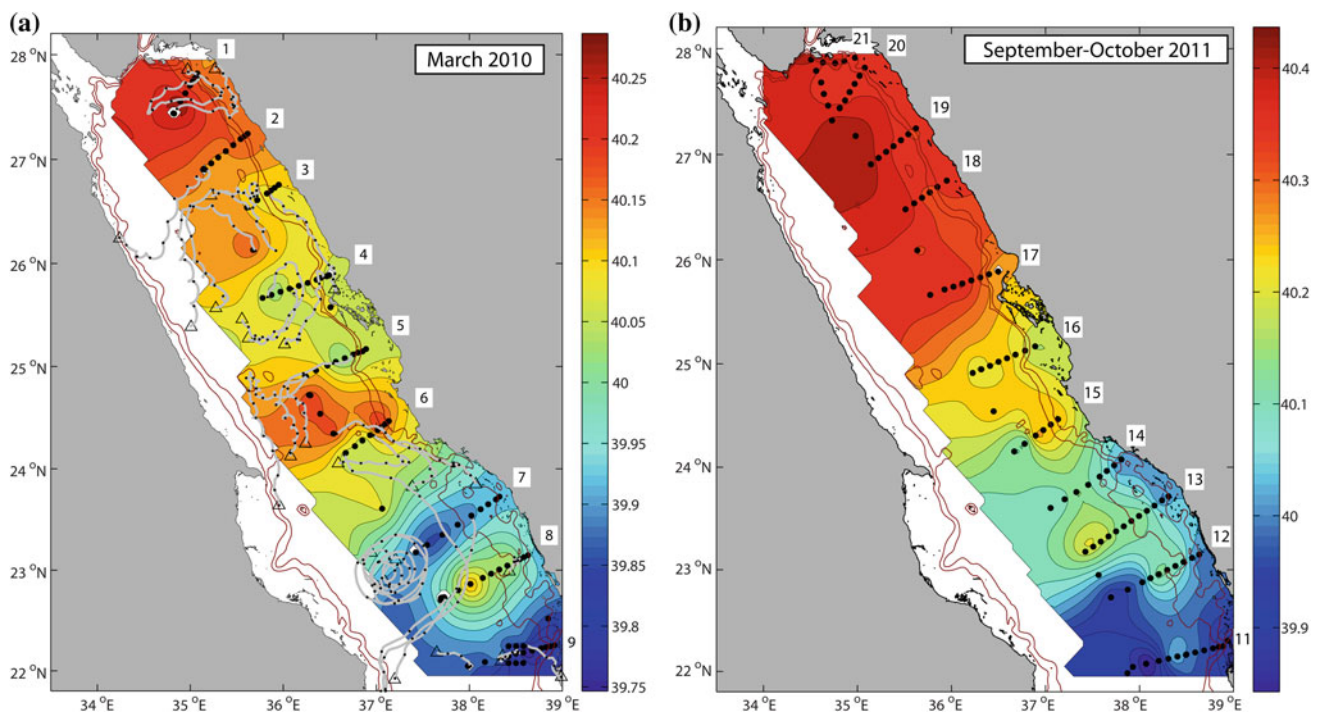 (a)
March 2010
28 °N
27 °N
26 °N
25 °N
24 °N
23 °N
22 °N
34 °E
35 °E
36 °E
37 °E
38 °E
39 °E
1
2
3
4
5
6
7
8
9
40.25
40.2
40.15
40.1
40.05
40
39.95
39.9
39.85
39.8
39.75
(b)
September-October 2011
28 °N
27 °N
26 °N
25 °N
24 °N
23 °N
22 °N
34 °E
35 °E
36 °E
37 °E
38 °E
39 °E
21
20
19
18
17
16
15
14
13
12
11
40.4
40.3
40.2
40.1
40
39.9